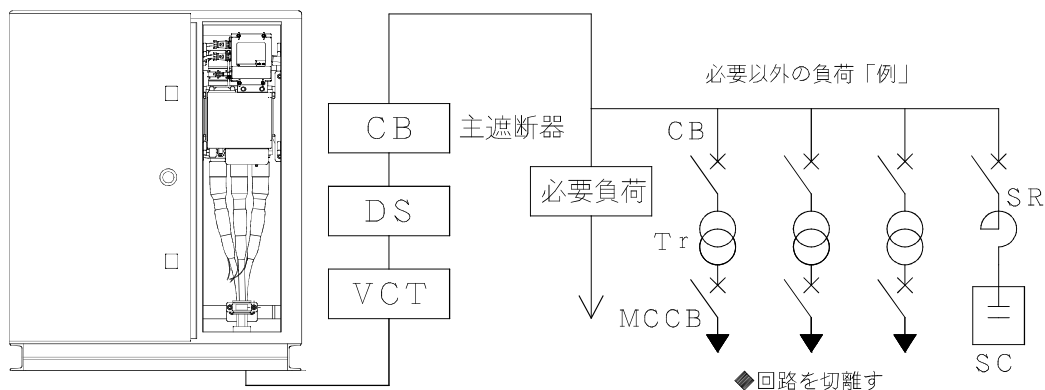 必要以外の負荷「例」
CB
主遮断器
CB
DS
必要負荷
SR
Tr
VCT
MCCB
SC
◆回路を切離す